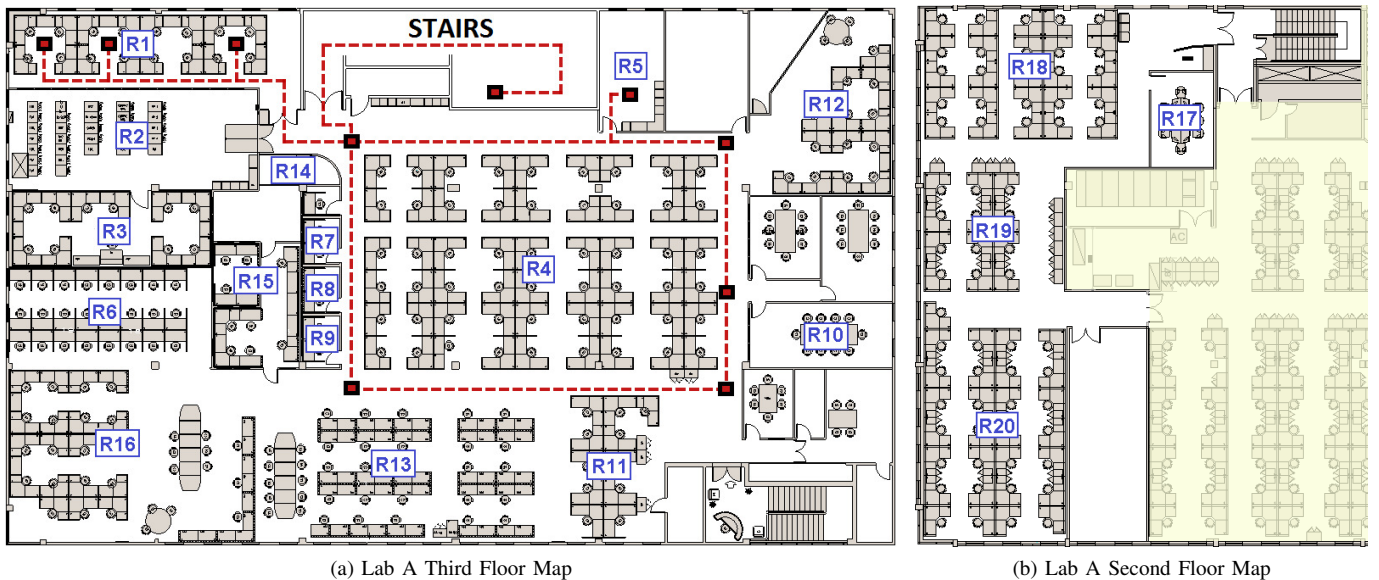 STAIRS
R1
R5
R18
R12
R17
R2
R14
R3
R7
R19
AC
R4
R15
R8
R6
R9
R10
R16
R13
R11
R20
(a) Lab A Third Floor Map
(b) Lab A Second Floor Map